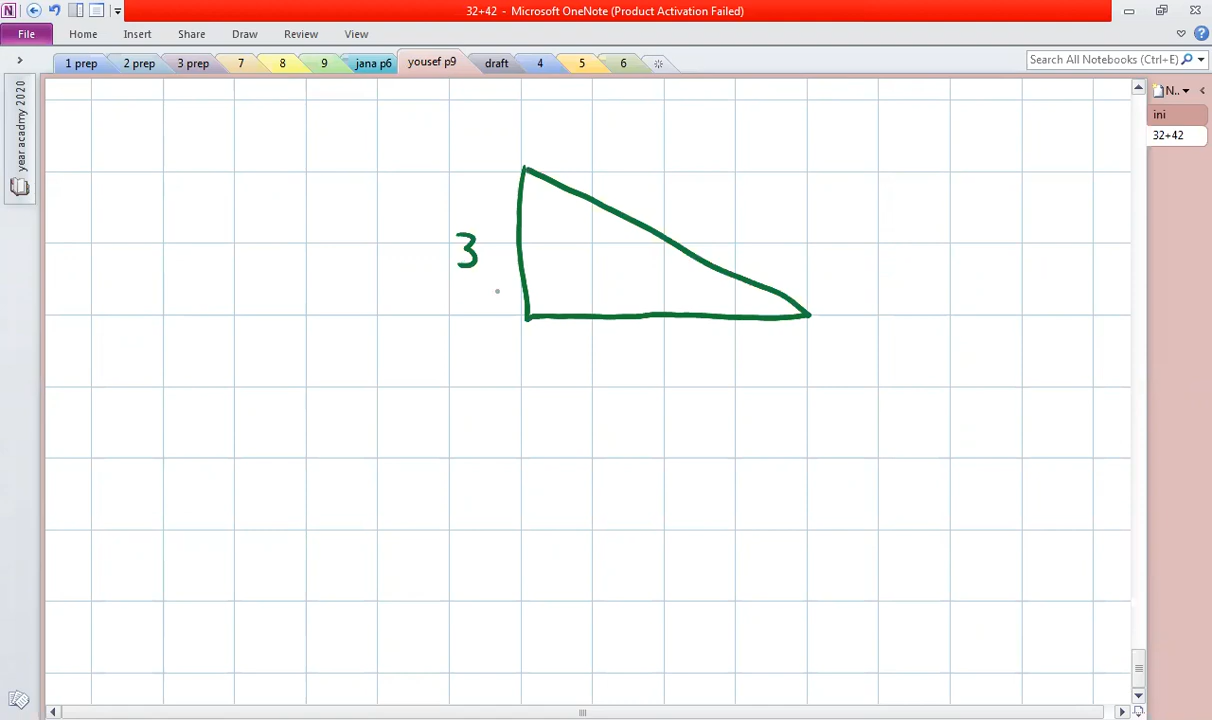 32+42 - Microsoft OneNote (Product Activation Failed)
File Home Insert Share Draw Review View
1 prep 2 prep 3 prep 7 8 9 jana p6 yousef p9 draft 4 5 6
Search All Notebooks (Ctrl+E)
year acadmy 2020
N..
ini
32+42
3